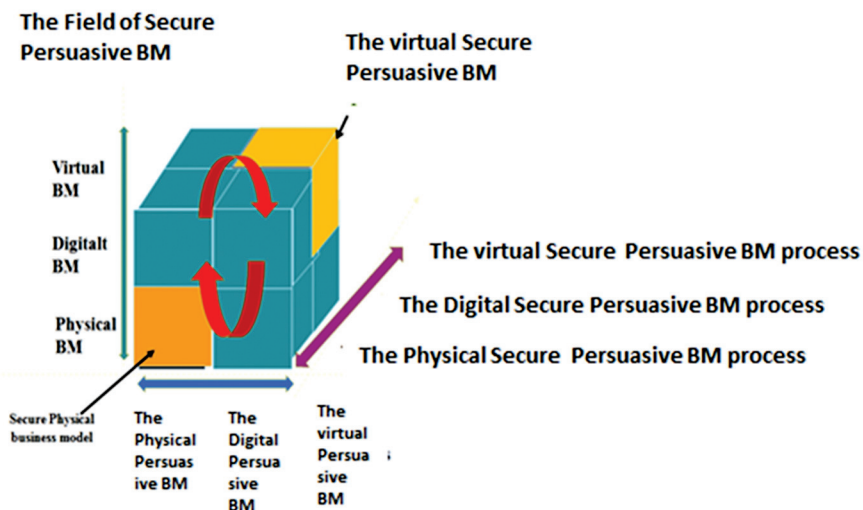 The Field of Secure
Persuasive BM
The virtual Secure
Persuasive BM
Virtual
BM
Digitalt
BM
Physical
BM
The virtual Secure Persuasive BM process
The Digital Secure Persuasive BM process
The Physical Secure Persuasive BM process
Secure Physical
business model
The
Physical
Persuas
ive BM
The
Digital
Persua
sive
BM
The
virtual
Persua
sive
BM